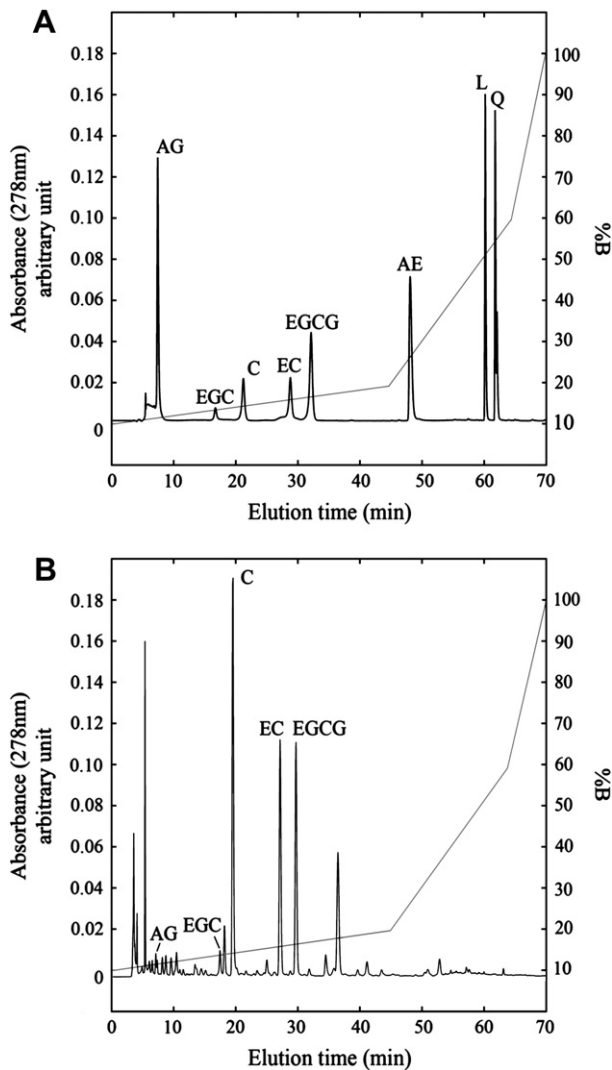 A
Absorbance (278nm)
arbitrary unit
0.18
0.16
0.14
0.12
0.10
0.08
0.06
0.04
0.02
0
AG
EGC
C
EC
EGCG
AE
L
Q
100
90
80
70
60
50
40
30
20
10
%B
0 10 20 30 40 50 60 70
Elution time (min)
B
Absorbance (278nm)
arbitrary unit
0.18
0.16
0.14
0.12
0.10
0.08
0.06
0.04
0.02
0
AG
EGC
C
EC
EGCG
100
90
80
70
60
50
40
30
20
10
%B
0 10 20 30 40 50 60 70
Elution time (min)